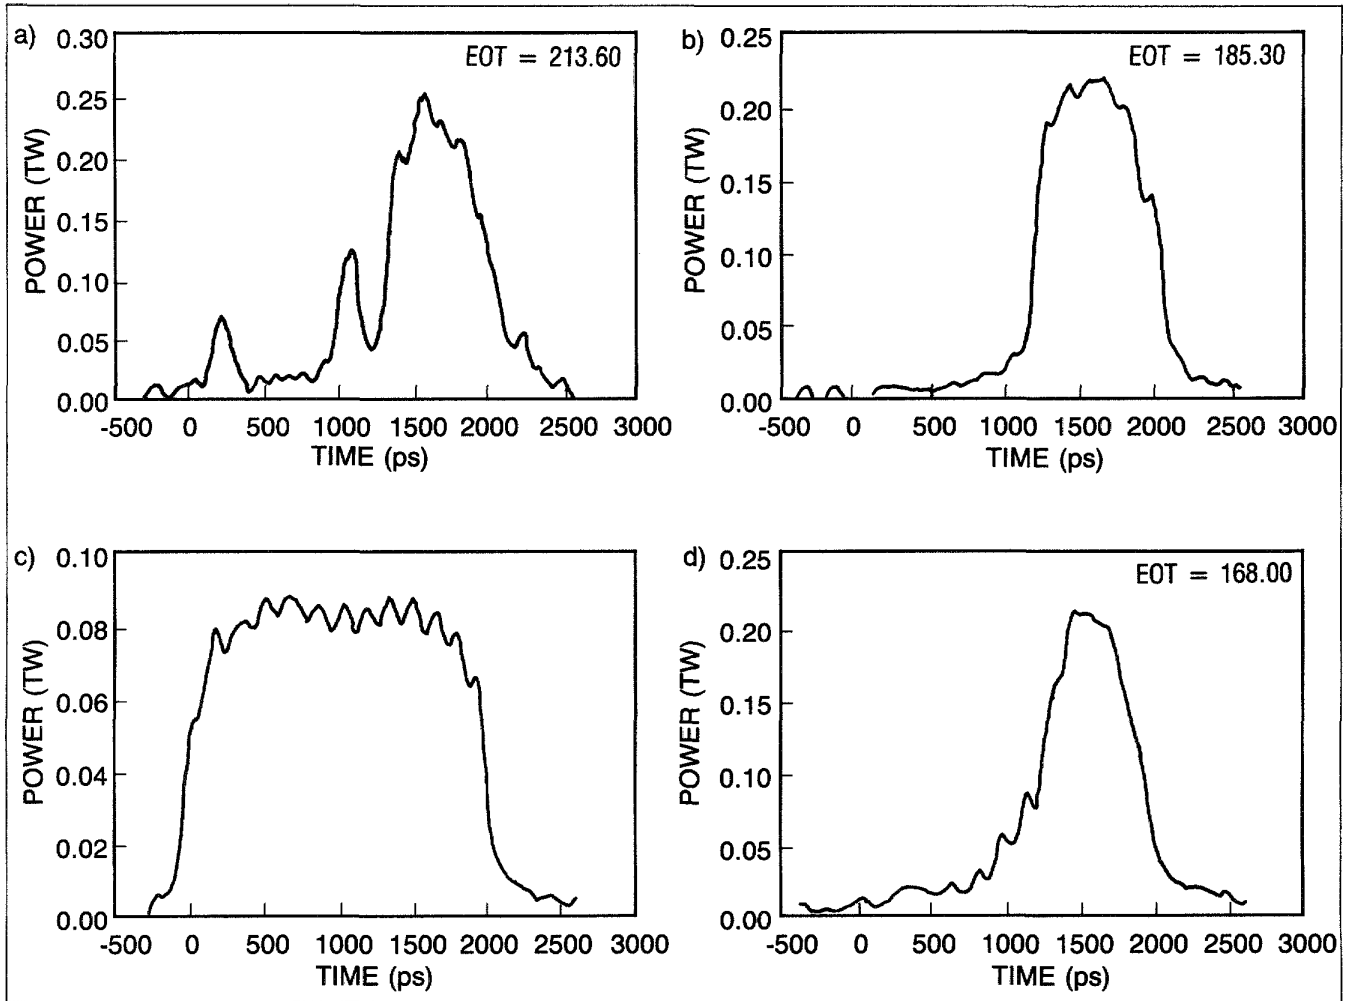 a)
EOT = 213.60
POWER (TW)
0.30
0.25
0.20
0.15
0.10
0.05
0.00
-500 0 500 1000 1500 2000 2500 3000
TIME (ps)
b)
EOT = 185.30
POWER (TW)
0.25
0.20
0.15
0.10
0.05
0.00
-500 0 500 1000 1500 2000 2500 3000
TIME (ps)
c)
POWER (TW)
0.10
0.08
0.06
0.04
0.02
0.00
-500 0 500 1000 1500 2000 2500 3000
TIME (ps)
d)
EOT = 168.00
POWER (TW)
0.25
0.20
0.15
0.10
0.05
0.00
-500 0 500 1000 1500 2000 2500 3000
TIME (ps)